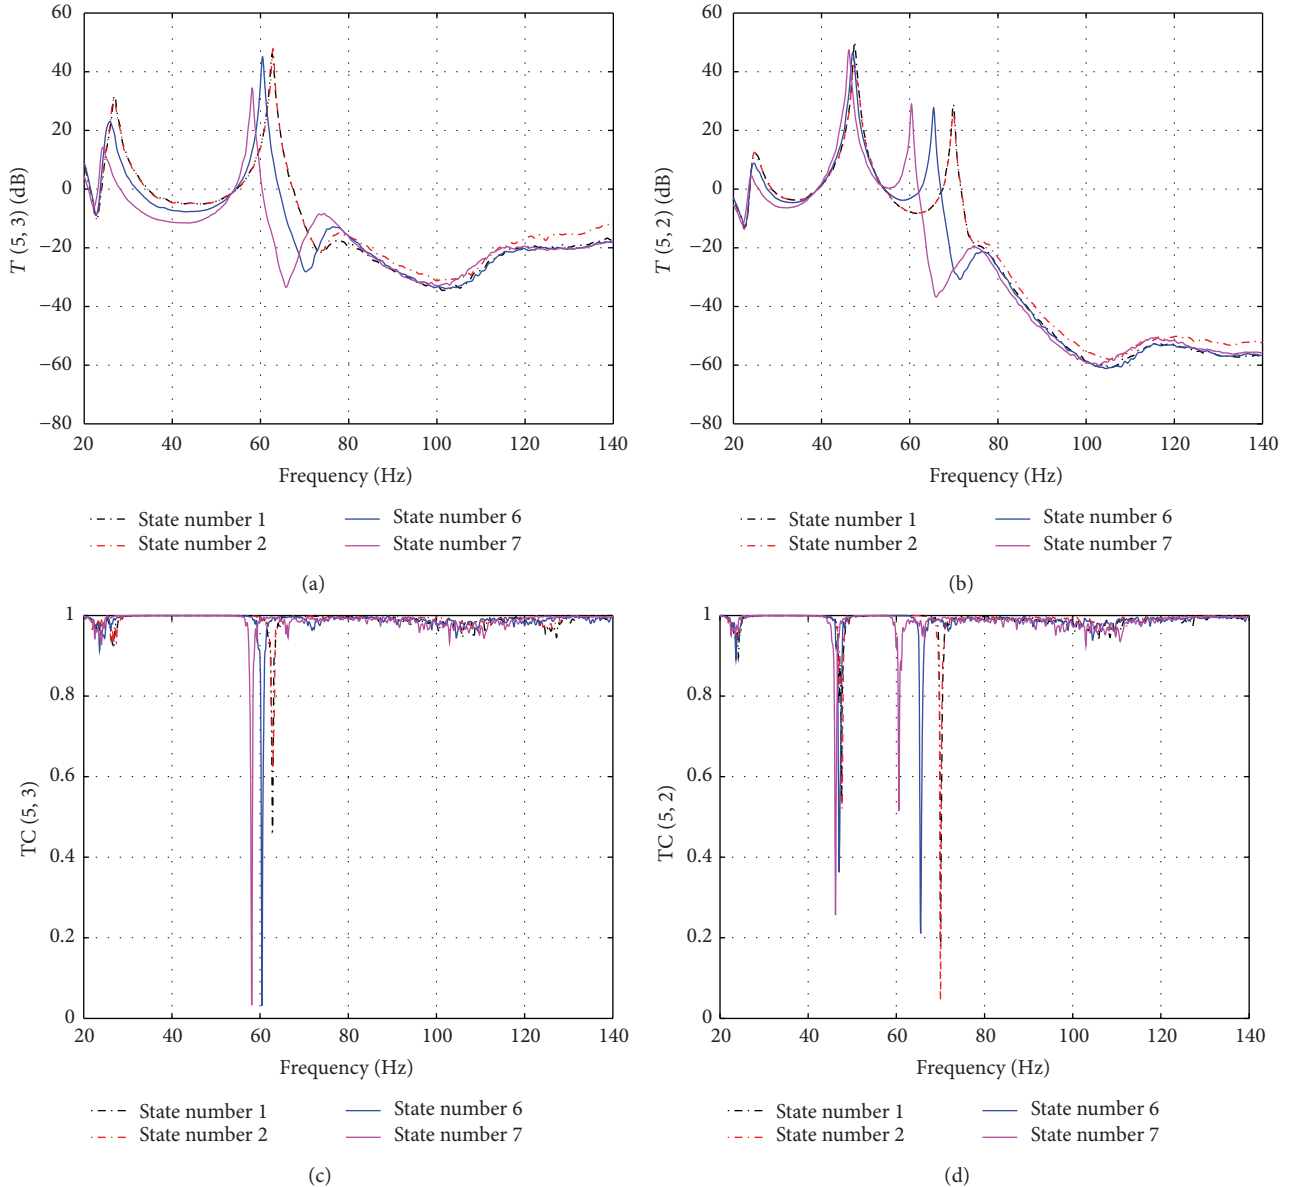 60
40
20
0
−20
−40
−60
−80
T (5, 3) (dB)
20 40 60 80 100 120 140
Frequency (Hz)
State number 1
State number 2
State number 6
State number 7
(a)
60
40
20
0
−20
−40
−60
−80
T (5, 2) (dB)
20 40 60 80 100 120 140
Frequency (Hz)
State number 1
State number 2
State number 6
State number 7
(b)
1
0.8
0.6
0.4
0.2
0
TC (5, 3)
20 40 60 80 100 120 140
Frequency (Hz)
State number 1
State number 2
State number 6
State number 7
(c)
1
0.8
0.6
0.4
0.2
0
TC (5, 2)
20 40 60 80 100 120 140
Frequency (Hz)
State number 1
State number 2
State number 6
State number 7
(d)